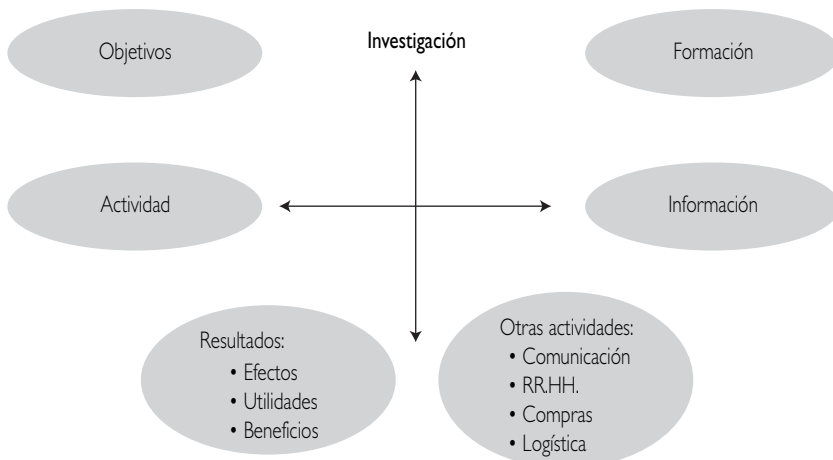 Objetivos
Investigación
Formación
Actividad
Información
Resultados:
• Efectos
• Utilidades
• Beneficios
Otras actividades:
• Comunicación
• RR.HH.
• Compras
• Logística